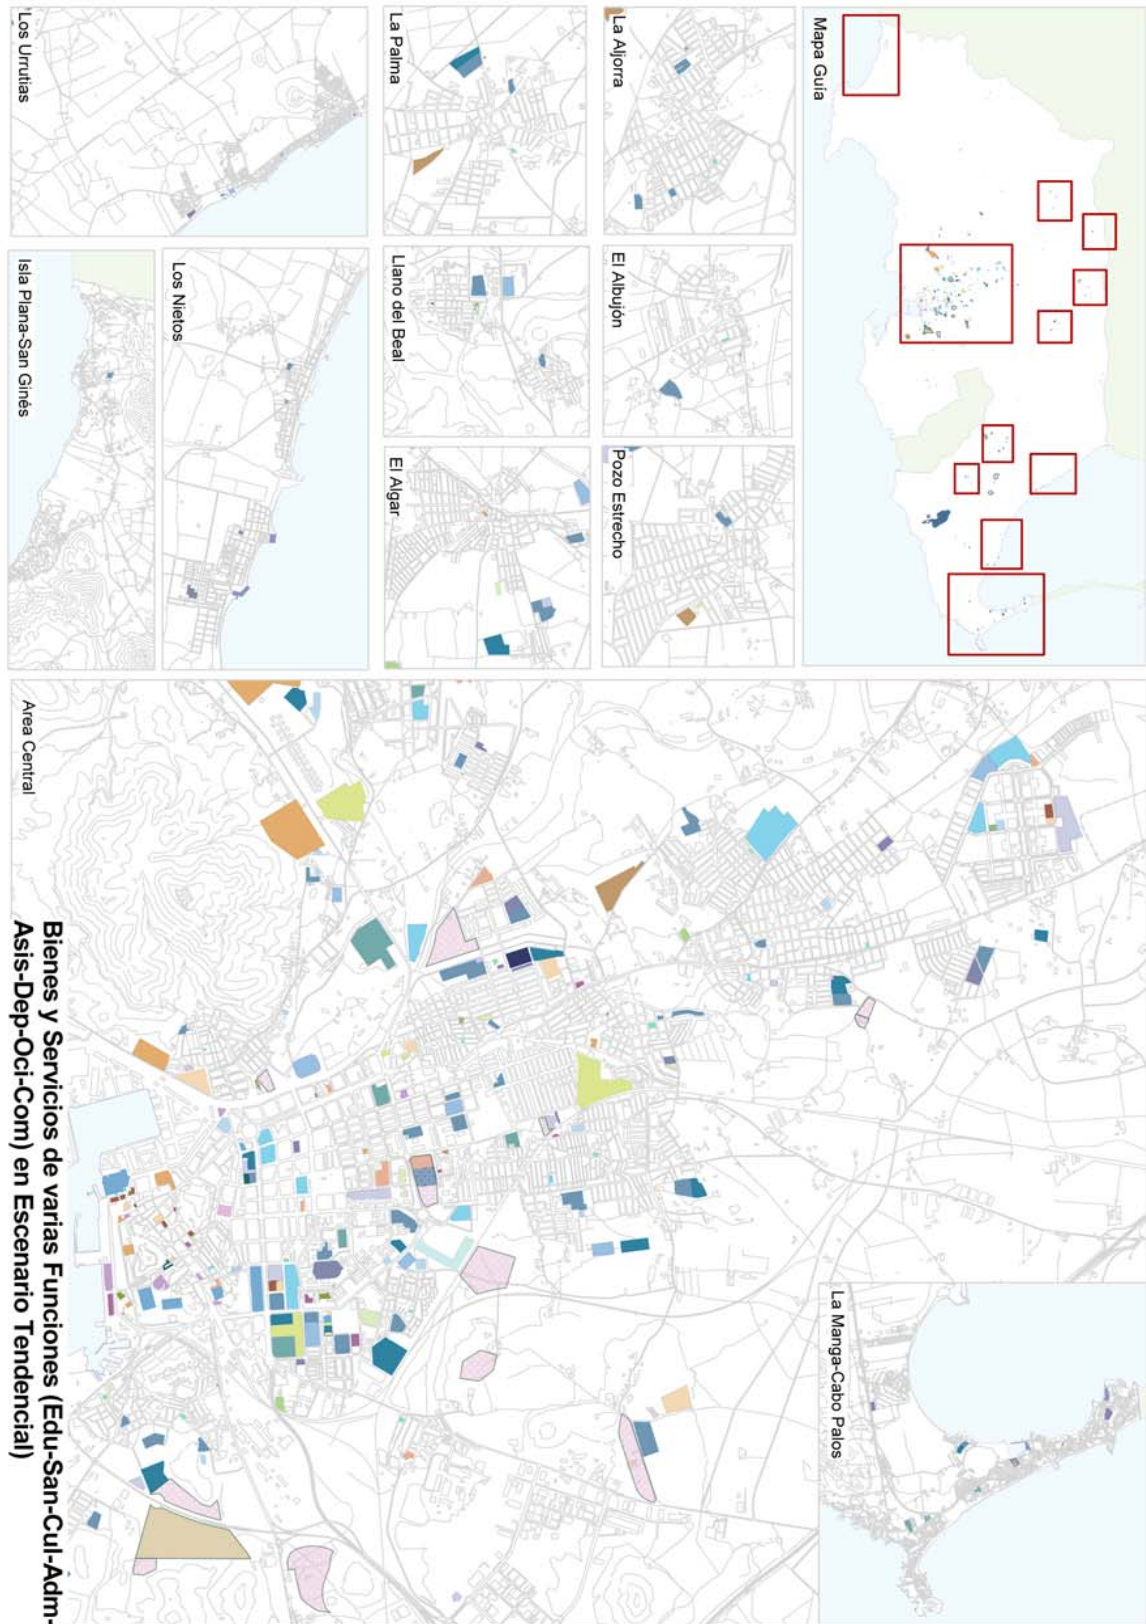 Mapa Guia
La Aljorra
La Palma
Los Urrutias
El Albujón
Llano del Beal
Los Nietos
Isla Plana-San Ginés
Pozo Estrecho
El Algar
Area Central
La Manga-Cabo Palos
Bienes y Servicios de varias Funciones (Edu-San-Cul-Adm-
Asis-Dep-Oci-Com) en Escenario Tendencial)